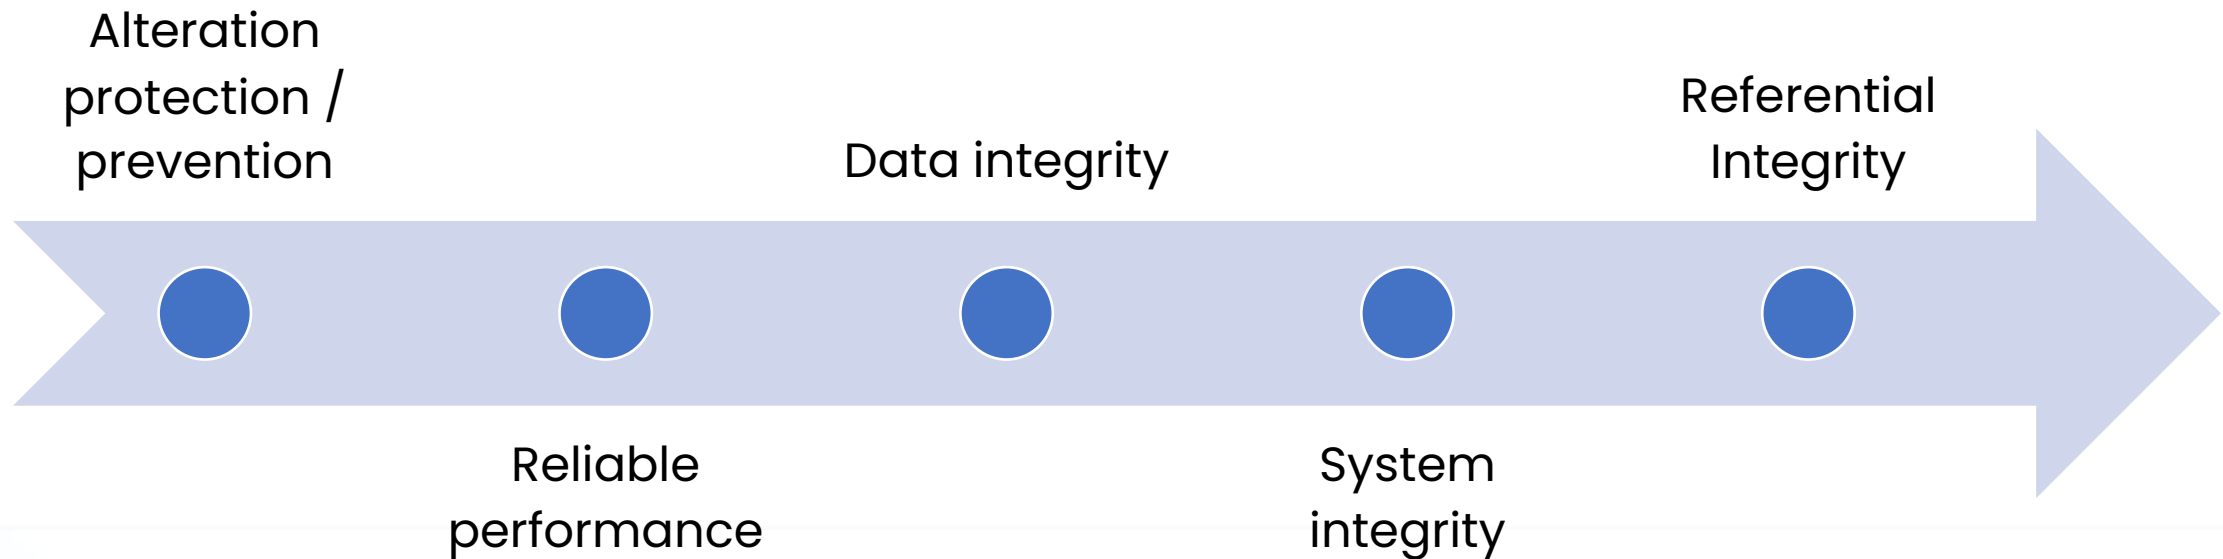 Alteration
protection /
prevention
Reliable
performance
Data integrity
System
integrity
Referential
Integrity